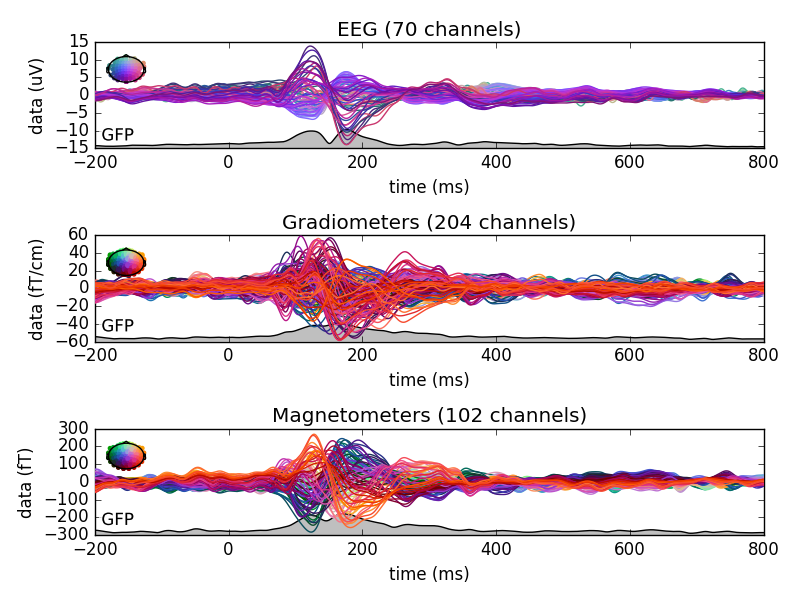 EEG (70 channels)
data (uV)
15
10
5
0
−5
−10
−15
GFP
−200 0 200 400 600 800
time (ms)
Gradiometers (204 channels)
data (fT/cm)
60
40
20
0
−20
−40
−60
GFP
−200 0 200 400 600 800
time (ms)
Magnetometers (102 channels)
data (fT)
300
200
100
0
−100
−200
−300
GFP
−200 0 200 400 600 800
time (ms)